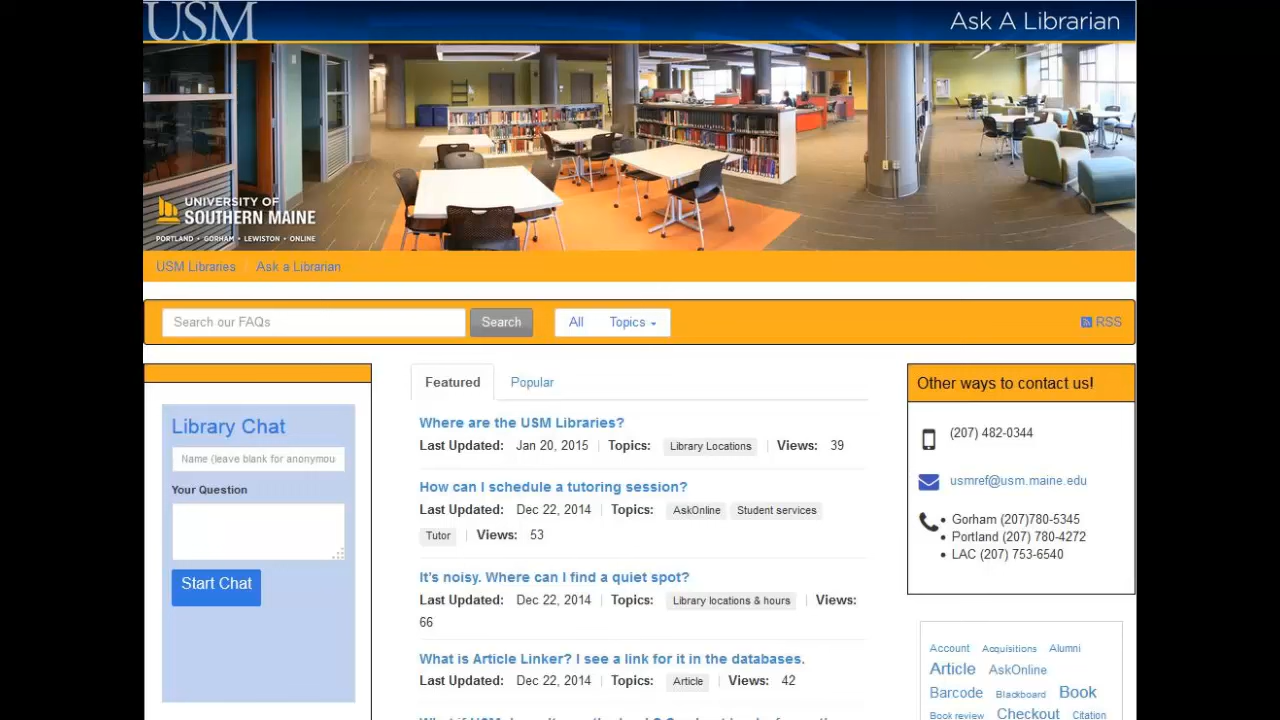 USM
Ask A Librarian
UNIVERSITY OF
SOUTHERN MAINE
PORTLAND • GORHAM • LEWISTON • ONLINE
USM Libraries Ask a Librarian
Search our FAQs Search All Topics RSS
Library Chat
Name (leave blank for anonymou
Your Question
Start Chat
Featured Popular
Where are the USM Libraries?
Last Updated: Jan 20, 2015 Topics: Library Locations Views: 39
How can I schedule a tutoring session?
Last Updated: Dec 22, 2014 Topics: AskOnline Student services
Tutor Views: 53
It's noisy. Where can I find a quiet spot?
Last Updated: Dec 22, 2014 Topics: Library locations & hours Views:
66
What is Article Linker? I see a link for it in the databases.
Last Updated: Dec 22, 2014 Topics: Article Views: 42
Other ways to contact us!
(207) 482-0344
usmref@usm.maine.edu
• Gorham (207)780-5345
• Portland (207) 780-4272
• LAC (207) 753-6540
Account Acquisitions Alumni
Article AskOnline
Barcode Blackboard Book
Book review Checkout Citation